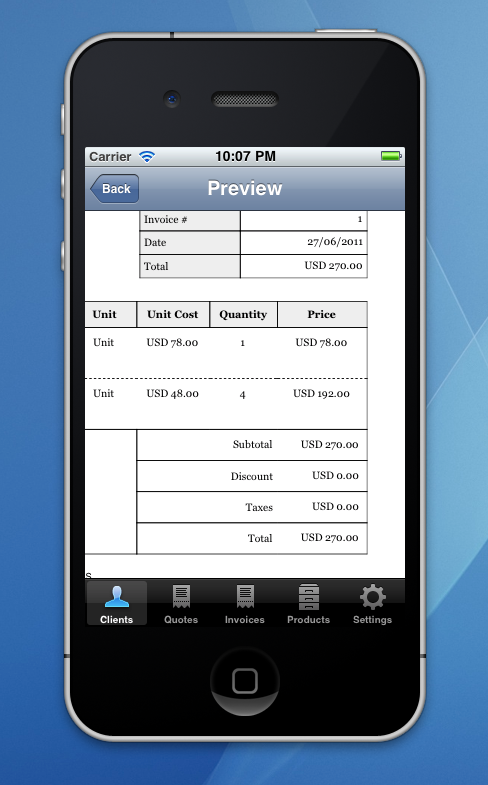 Carrier 10:07 PM
Back Preview
Invoice # 1
Date 27/06/2011
Total USD 270.00
Unit Unit Cost Quantity Price
Unit USD 78.00 1 USD 78.00
Unit USD 48.00 4 USD 192.00
Subtotal USD 270.00
Discount USD 0.00
Taxes USD 0.00
Total USD 270.00
s
Clients Quotes Invoices Products Settings